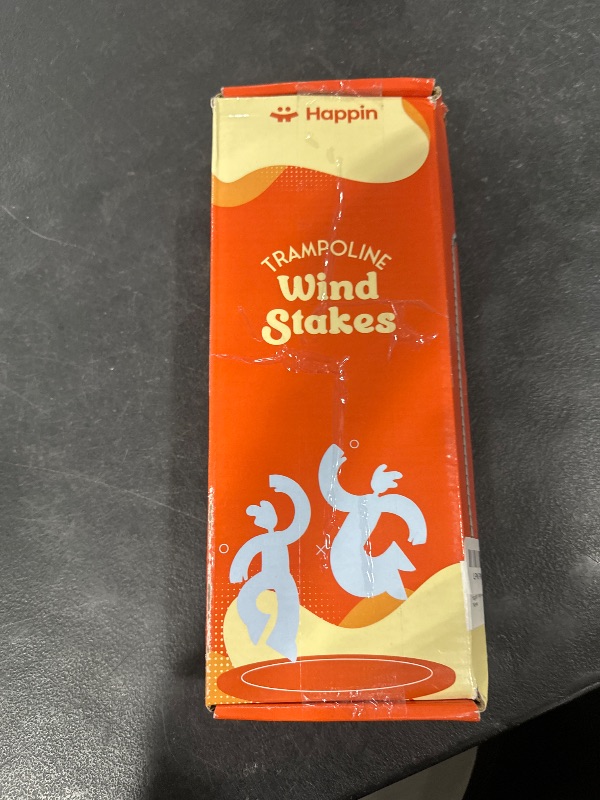 Happin
TRAMPOLINE
Wind
Stakes